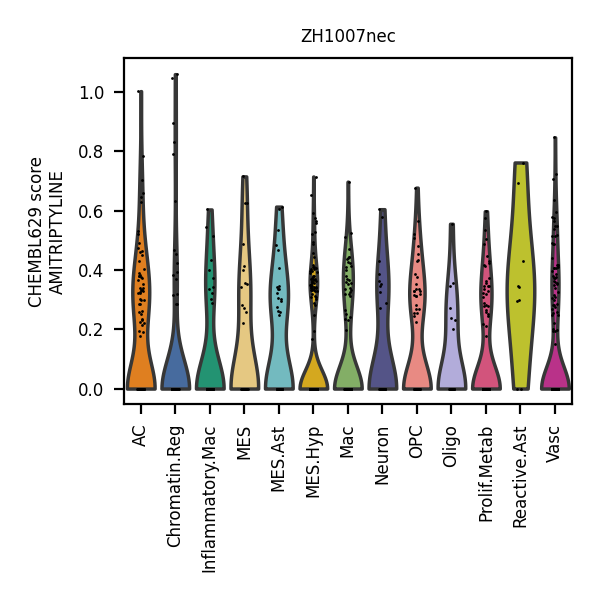 ZH1007nec
CHEMBL629 score
AMITRIPTYLINE
1.0
0.8
0.6
0.4
0.2
0.0
AC
Chromatin.Reg
Inflammatory.Mac
MES
MES.Ast
MES.Hyp
Mac
Neuron
OPC
Oligo
Prolif.Metab
Reactive.Ast
Vasc